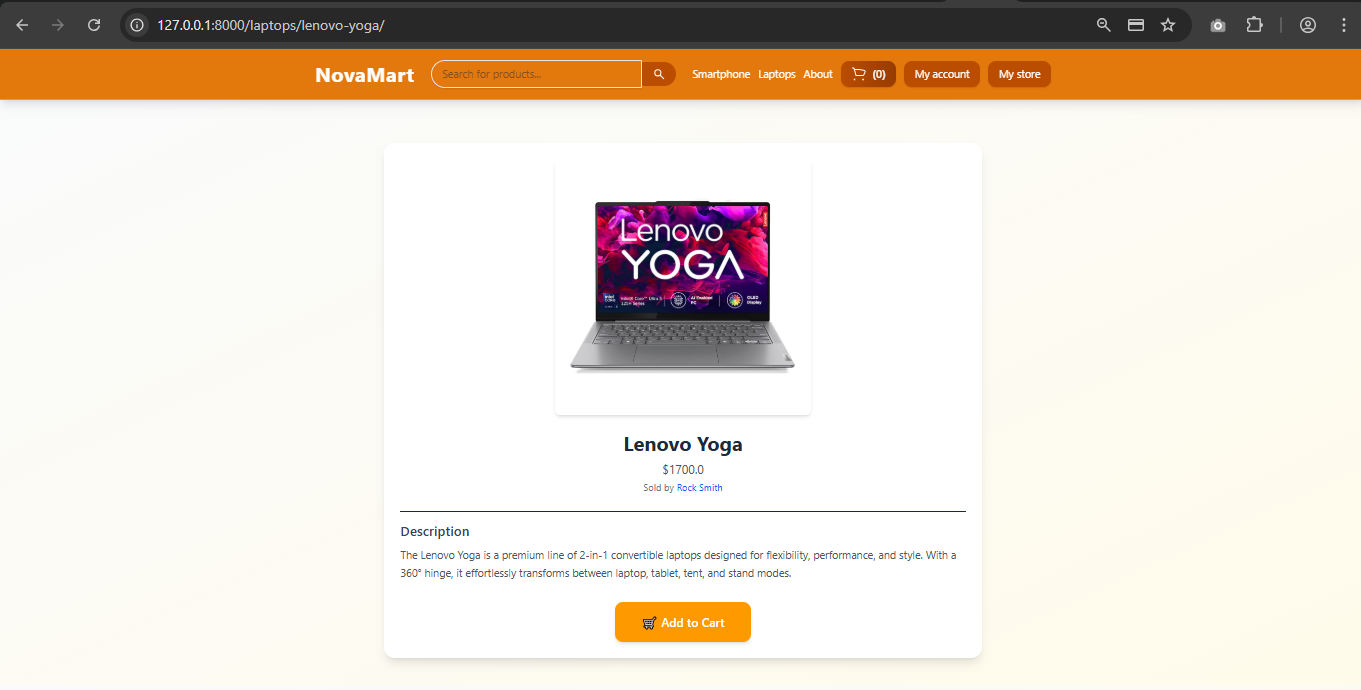 127.0.0.1:8000/laptops/lenovo-yoga/
NovaMart
Search for products...
Smartphone Laptops About (0) My account My store
Lenovo
YOGA
intel
CORE
Intel® Core™ Ultra 5
AI Enabled
PC
OLED
Display
Lenovo Yoga
$1700.0
Sold by Rock Smith
Description
The Lenovo Yoga is a premium line of 2-in-1 convertible laptops designed for flexibility, performance, and style. With a
360° hinge, it effortlessly transforms between laptop, tablet, tent, and stand modes.
Add to Cart